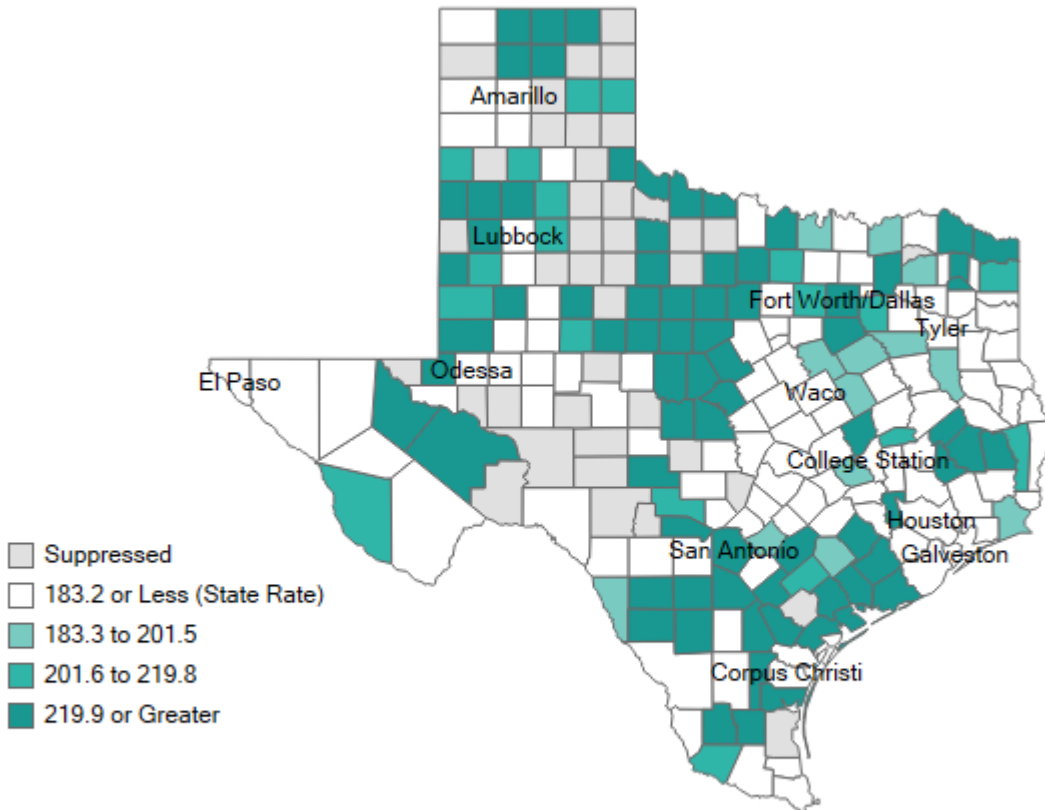 Amarillo
Lubbock
Fort Worth/Dallas
Tyler
Odessa
El Paso
Waco
College Station
Houston
San Antonio
Galveston
Corpus Christi
Suppressed
183.2 or Less (State Rate)
183.3 to 201.5
201.6 to 219.8
219.9 or Greater